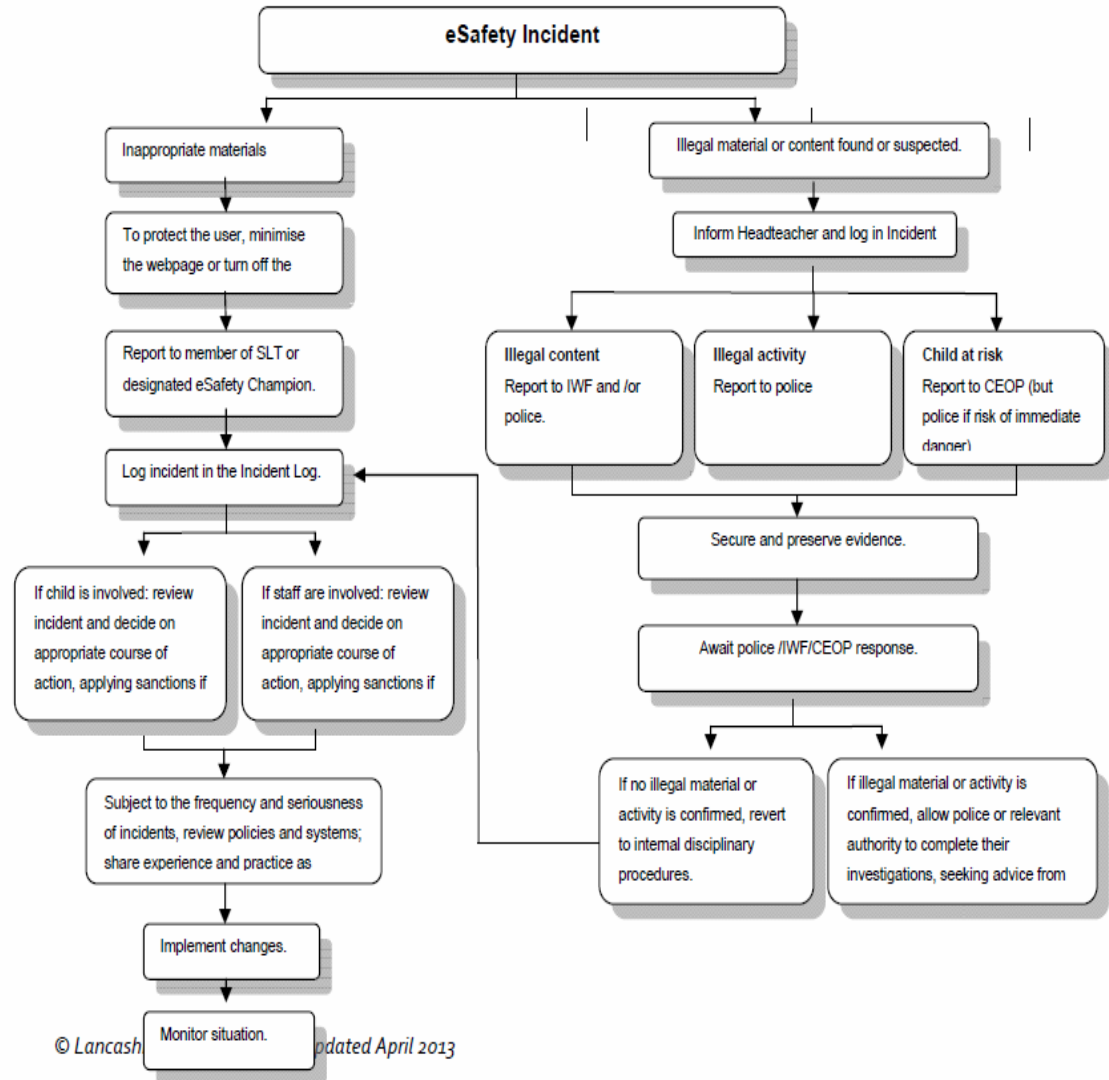 eSafety Incident
Inappropriate materials
To protect the user, minimise
the webpage or turn off the
Report to member of SLT or
designated eSafety Champion.
Log incident in the Incident Log.
If child is involved: review
incident and decide on
appropriate course of
action, applying sanctions if
If staff are involved: review
incident and decide on
appropriate course of
action, applying sanctions if
Subject to the frequency and seriousness
of incidents, review policies and systems;
share experience and practice as
Implement changes.
Monitor situation.
Illegal material or content found or suspected.
Inform Headteacher and log in Incident
Illegal content
Report to IWF and /or
police.
Illegal activity
Report to police
Child at risk
Report to CEOP (but
police if risk of immediate
danger)
Secure and preserve evidence.
Await police /IWF/CEOP response.
If no illegal material or
activity is confirmed, revert
to internal disciplinary
procedures.
If illegal material or activity is
confirmed, allow police or relevant
authority to complete their
investigations, seeking advice from
© Lancash pdated April 2013